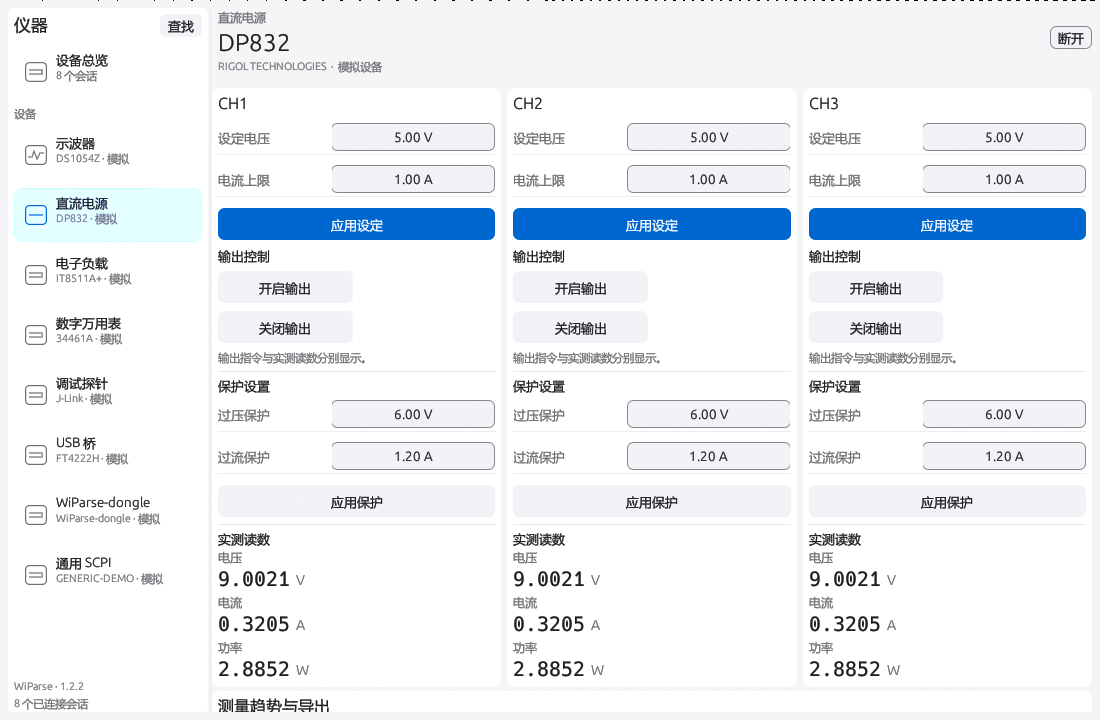 仪器
查找
设备总览
8 个会话
设备
示波器
DS1054Z · 模拟
直流电源
DP832 · 模拟
电子负载
IT8511A+ · 模拟
数字万用表
34461A · 模拟
调试探针
J-Link · 模拟
USB 桥
FT4222H · 模拟
WiParse-dongle
WiParse-dongle · 模拟
通用 SCPI
GENERIC-DEMO · 模拟
WiParse · 1.2.2
8 个已连接会话
直流电源
DP832
RIGOL TECHNOLOGIES · 模拟设备
断开
CH1
设定电压 5.00 V
电流上限 1.00 A
应用设定
输出控制
开启输出
关闭输出
输出指令与实测读数分别显示。
保护设置
过压保护 6.00 V
过流保护 1.20 A
应用保护
实测读数
电压
9.0021 V
电流
0.3205 A
功率
2.8852 W
CH2
设定电压 5.00 V
电流上限 1.00 A
应用设定
输出控制
开启输出
关闭输出
输出指令与实测读数分别显示。
保护设置
过压保护 6.00 V
过流保护 1.20 A
应用保护
实测读数
电压
9.0021 V
电流
0.3205 A
功率
2.8852 W
CH3
设定电压 5.00 V
电流上限 1.00 A
应用设定
输出控制
开启输出
关闭输出
输出指令与实测读数分别显示。
保护设置
过压保护 6.00 V
过流保护 1.20 A
应用保护
实测读数
电压
9.0021 V
电流
0.3205 A
功率
2.8852 W
测量趋势与导出